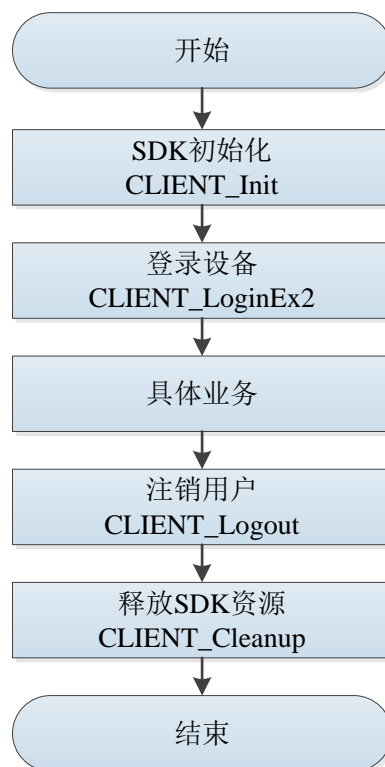 开始
SDK初始化
CLIENT_Init
登录设备
CLIENT_LoginEx2
具体业务
注销用户
CLIENT_Logout
释放SDK资源
CLIENT_Cleanup
结束